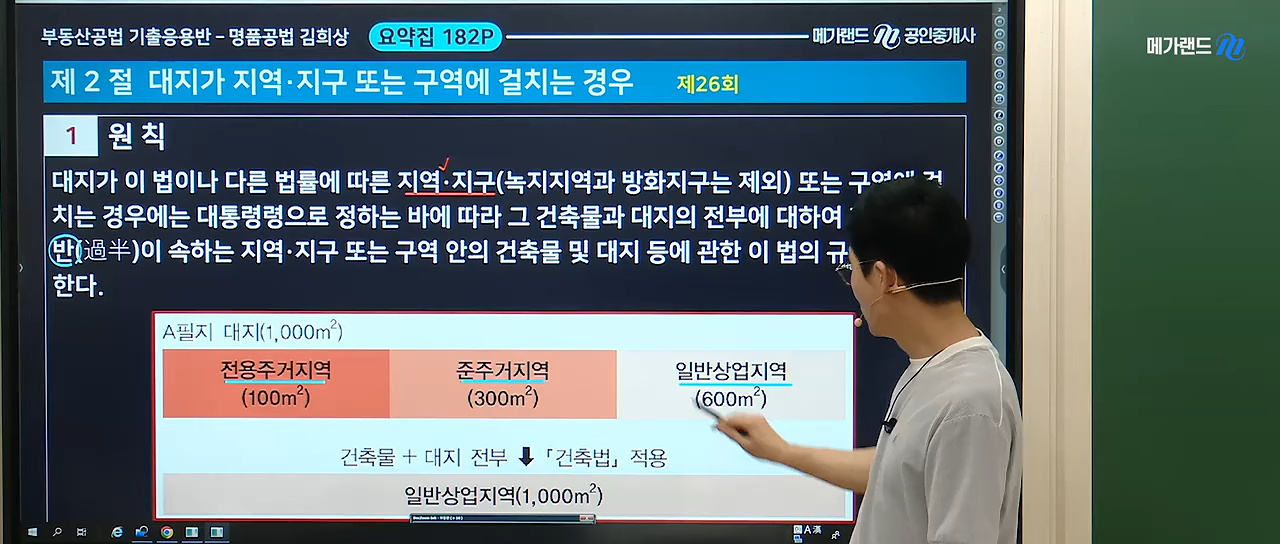 부동산공법 기출응용반 – 명품공법 김희상 요약집 182P 메가랜드 공인중개사
메가랜드
제 2 절 대지가 지역·지구 또는 구역에 걸치는 경우 제26회
1 원 칙
대지가 이 법이나 다른 법률에 따른 지역·지구(녹지지역과 방화지구는 제외) 또는 구역에 걸
치는 경우에는 대통령령으로 정하는 바에 따라 그 건축물과 대지의 전부에 대하여
반(過半)이 속하는 지역·지구 또는 구역 안의 건축물 및 대지 등에 관한 이 법의 규
한다.
A필지 대지(1,000m²)
전용주거지역 준주거지역 일반상업지역
(100m²) (300m²) (600m²)
건축물 + 대지 전부 ⬇ 「건축법」 적용
일반상업지역(1,000m²)